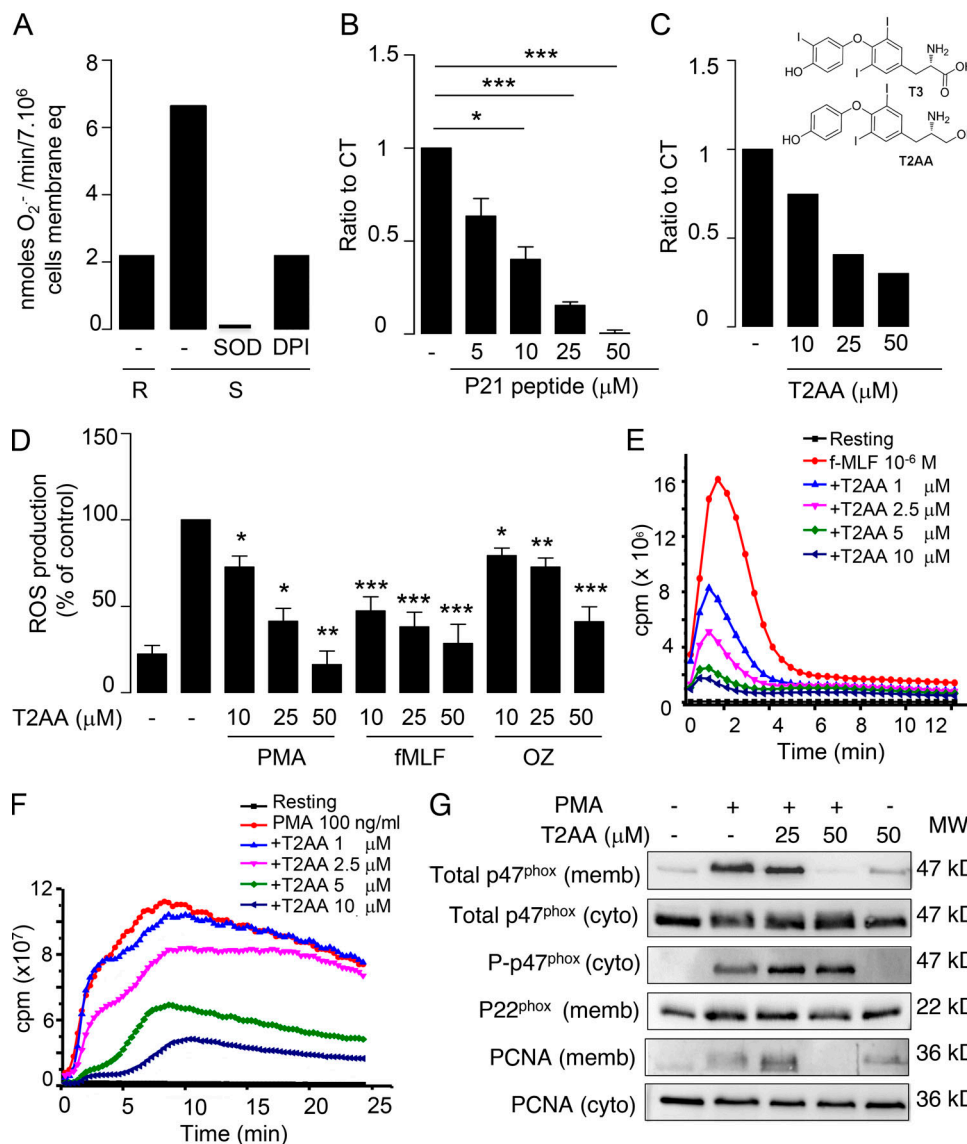 A
nmoles O₂·⁻ /min/7.10⁶
cells membrane eq
6
4
2
0
- - SOD DPI
R S
B
Ratio to CT
1.5
1
0.5
0
***
***
*
- 5 10 25 50
P21 peptide (μM)
C
Ratio to CT
1.5
1
0.5
0
- 10 25 50
T2AA (μM)
I
O
I
HO
I
NH₂
OH
O
T3
I
O
HO
I
NH₂
O
T2AA
D
ROS production
(% of control)
150
100
50
0
* * ** *** *** *** * ** ***
T2AA (μM) - - 10 25 50 10 25 50 10 25 50
PMA fMLF OZ
E
Resting
f-MLF 10⁻⁶ M
+T2AA 1 μM
+T2AA 2.5 μM
+T2AA 5 μM
+T2AA 10 μM
cpm (x 10⁶)
16
12
8
4
0
0 2 4 6 8 10 12
Time (min)
F
Resting
PMA 100 ng/ml
+T2AA 1 μM
+T2AA 2.5 μM
+T2AA 5 μM
+T2AA 10 μM
cpm (x10⁷)
12
8
6
0
0 5 10 15 20 25
Time (min)
G
PMA - + + + -
T2AA (μM) - - 25 50 50 MW
Total p47ᵖʰᵒˣ (memb) 47 kD
Total p47ᵖʰᵒˣ (cyto) 47 kD
P-p47ᵖʰᵒˣ (cyto) 47 kD
P22ᵖʰᵒˣ (memb) 22 kD
PCNA (memb) 36 kD
PCNA (cyto) 36 kD